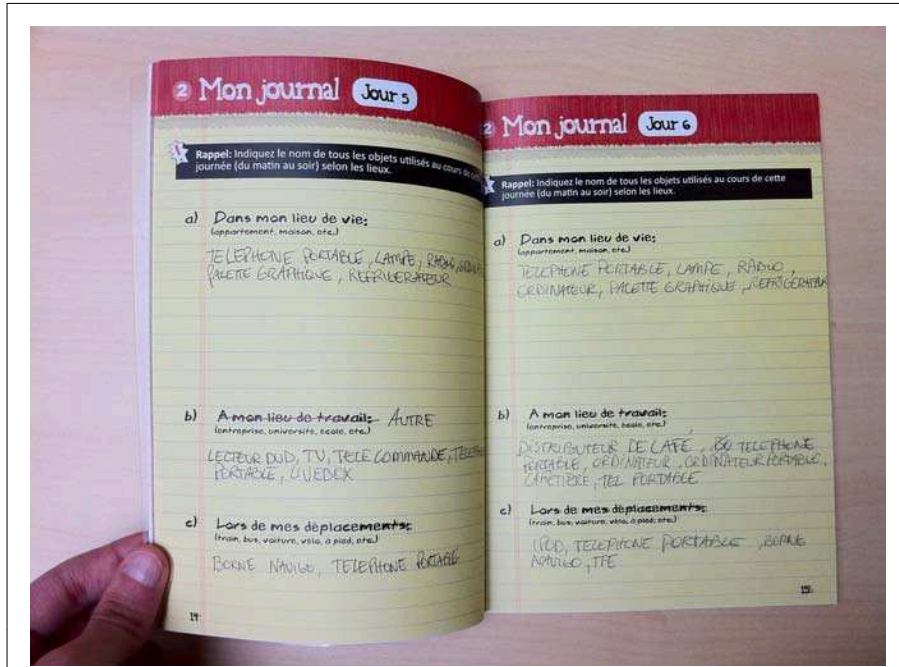 2 Mon journal Jour 5
Rappel: Indiquez le nom de tous les objets utilisés au cours de cette
journée (du matin au soir) selon les lieux.
a) Dans mon lieu de vie:
(appartement, maison, etc.)
TELEPHONE PORTABLE, LAMPE, RADIO,
PALETTE GRAPHIQUE, REFRIGERATEUR
b) A mon lieu de travail: AUTRE
(entreprise, université, école, etc.)
LECTEUR DVD, TV, TELECOMMANDE,
PORTABLE, LIVEBOX
c) Lors de mes déplacements:
(train, bus, voiture, vélo, à pied, etc.)
BORNE NAVIGO, TELEPHONE PORTABLE
14
2 Mon journal Jour 6
Rappel: Indiquez le nom de tous les objets utilisés au cours de cette
journée (du matin au soir) selon les lieux.
a) Dans mon lieu de vie:
(appartement, maison, etc.)
TELEPHONE PORTABLE, LAMPE, RADIO,
ORDINATEUR, PALETTE GRAPHIQUE, REFRIGERATEUR
b) A mon lieu de travail:
(entreprise, université, école, etc.)
DISTRIBUTEUR DE CAFE, TELEPHONE
PORTABLE, ORDINATEUR, ORDINATEUR PORTABLE,
CAFETIERE, TEL PORTABLE
c) Lors de mes déplacements:
(train, bus, voiture, vélo, à pied, etc.)
IPOD, TELEPHONE PORTABLE, BORNE
NAVIGO, TPE
15